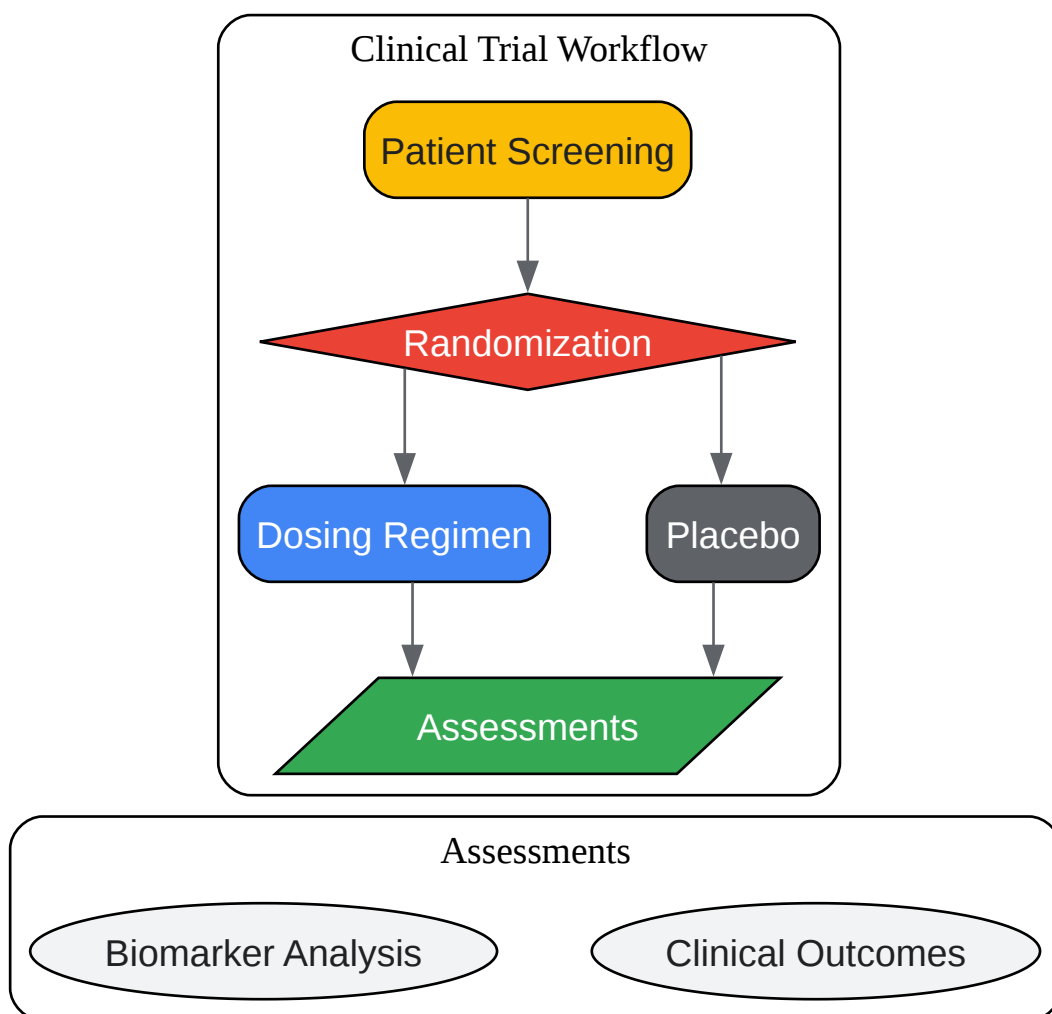 Clinical Trial Workflow
Patient Screening
Randomization
Dosing Regimen
Placebo
Assessments
Assessments
Biomarker Analysis
Clinical Outcomes